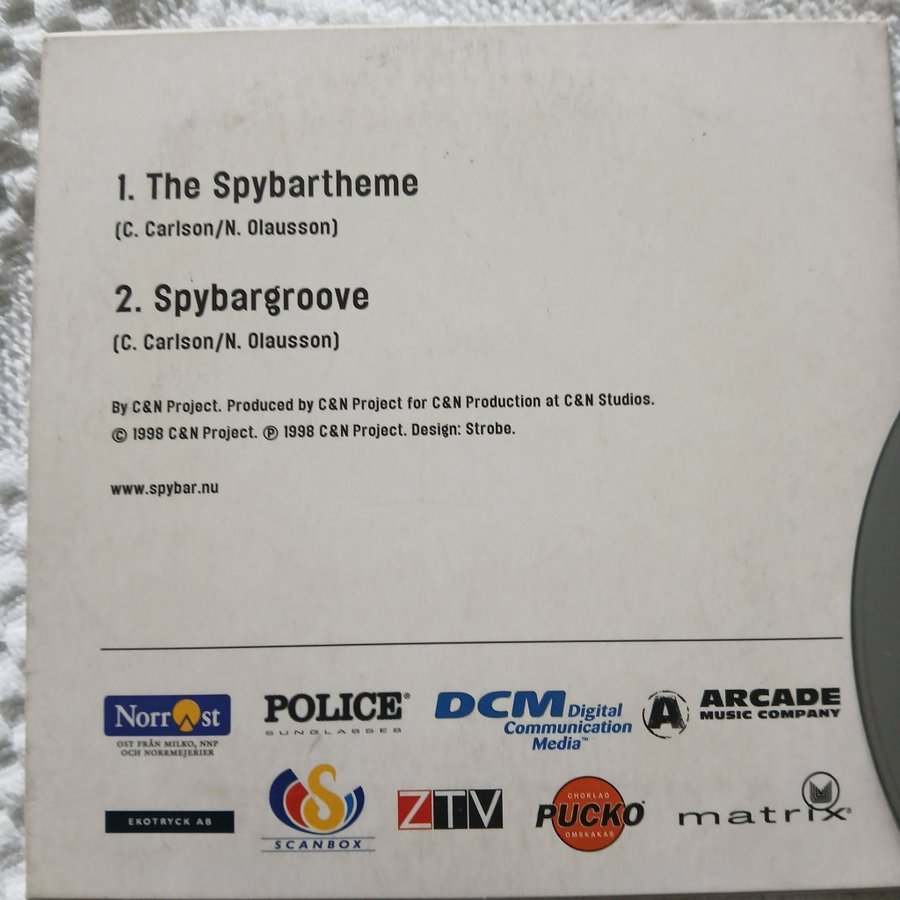 1. The Spybartheme
(C. Carlson/N. Olausson)
2. Spybargroove
(C. Carlson/N. Olausson)
By C&N Project. Produced by C&N Project for C&N Production at C&N Studios.
© 1998 C&N Project. ℗ 1998 C&N Project. Design: Strobe.
www.spybar.nu
Norrost
OST FRÅN MILKO, NNP
OCH NORRMEJERIER
POLICE®
SUNGLASSES
DCM Digital
Communication
Media™
A
ARCADE
MUSIC COMPANY
EKOTRYCK AB
SCANBOX
ZTV
CHOKLAD
PUCKO®
OMSKAKAS
matrix®